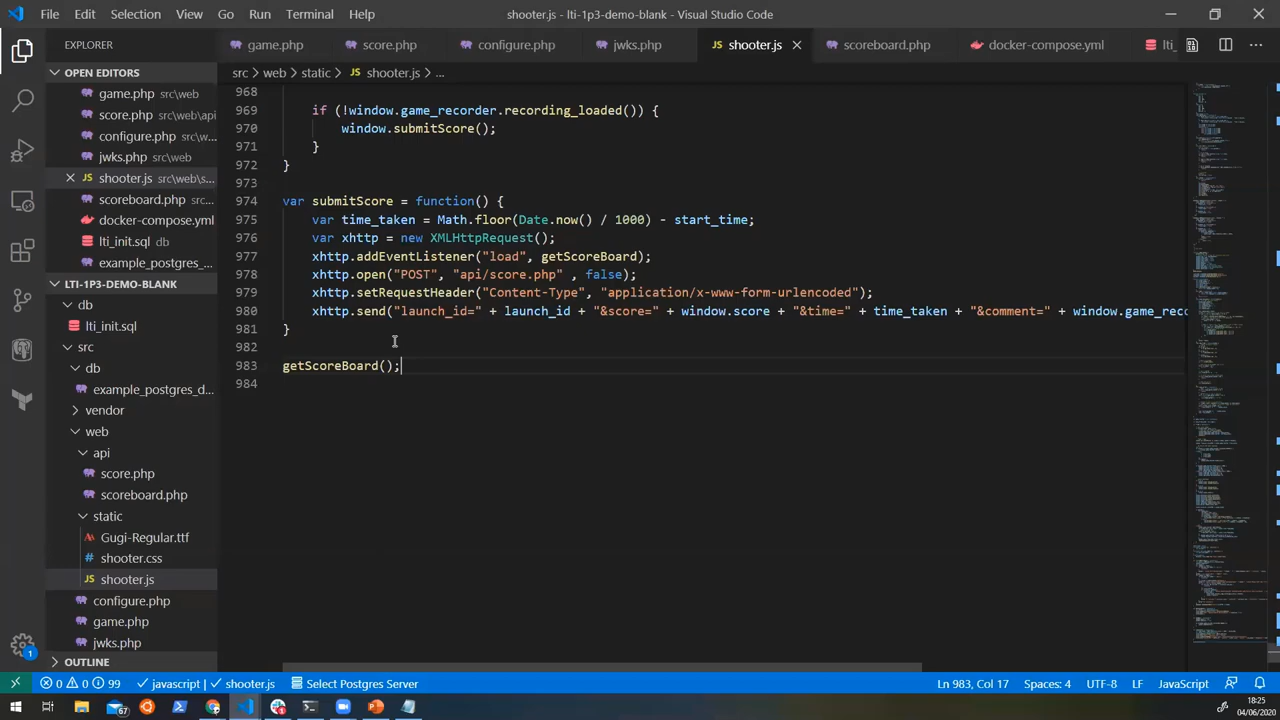 File Edit Selection View Go Run Terminal Help
shooter.js - lti-1p3-demo-blank - Visual Studio Code
EXPLORER
game.php score.php configure.php jwks.php shooter.js scoreboard.php docker-compose.yml lti_
OPEN EDITORS
src > web > static > shooter.js > ...
game.php src\web
score.php src\web\api
configure.php src\w...
jwks.php src\web
shooter.js src\web\s...
scoreboard.php src...
docker-compose.yml
lti_init.sql db
example_postgres_...
LTI-1P3-DEMO-BLANK
db
lti_init.sql
src
db
example_postgres_d...
vendor
web
api
score.php
scoreboard.php
static
Gugi-Regular.ttf
shooter.css
shooter.js
configure.php
game.php
jwks.php
OUTLINE
968
969 if (!window.game_recorder recording_loaded()) {
970 window.submitScore();
971 }
972 }
973
974 var submitScore = function() {
975 var time_taken = Math.floor(Date.now() / 1000) - start_time;
976 var xhttp = new XMLHttpRequest();
977 xhttp.addEventListener( getScoreBoard);
978 xhttp.open("POST", "api/score.php" , false);
979 xhttp.setRequestHeader("Content-Type"
980 xhttp.send("launch_id=" launch_id "&score=" + window.score + "&time=" + time_taken + "&comment=" + window.game_reco
981 }
982
983 getScoreBoard();
984
1
0 0 99 javascript | shooter.js Select Postgres Server Ln 983, Col 17 Spaces: 4 UTF-8 LF JavaScript
67
18:25
04/06/2020